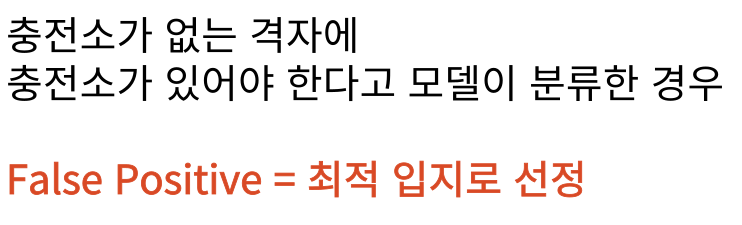 충전소가 없는 격자에
충전소가 있어야 한다고 모델이 분류한 경우
False Positive = 최적 입지로 선정